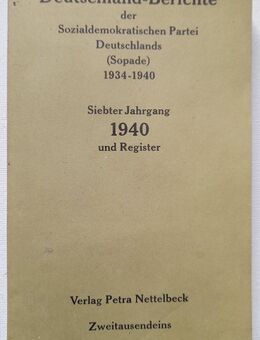 Deutschland-Berichte
der
Sozialdemokratischen Partei
Deutschlands
(Sopade)
1934-1940
Siebter Jahrgang
1940
und Register
Verlag Petra Nettelbeck
Zweitausendeins